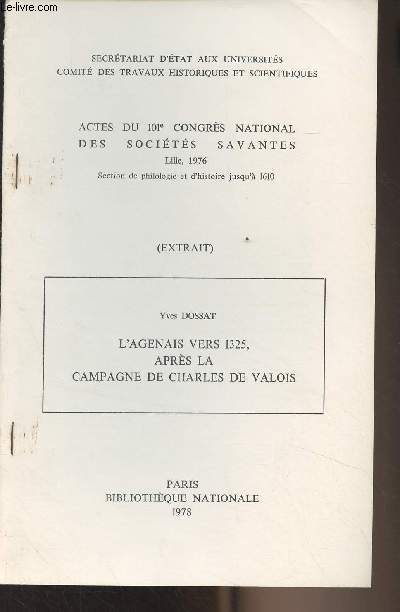 www.le-livre.com
SECRÉTARIAT D'ÉTAT AUX UNIVERSITÉS
COMITÉ DES TRAVAUX HISTORIQUES ET SCIENTIFIQUES
ACTES DU 101e CONGRÈS NATIONAL
DES SOCIÉTÉS SAVANTES
Lille, 1976
Section de philologie et d'histoire jusqu'à 1610
(EXTRAIT)
Yves DOSSAT
L'AGENAIS VERS 1325,
APRÈS LA
CAMPAGNE DE CHARLES DE VALOIS
PARIS
BIBLIOTHÈQUE NATIONALE
1978